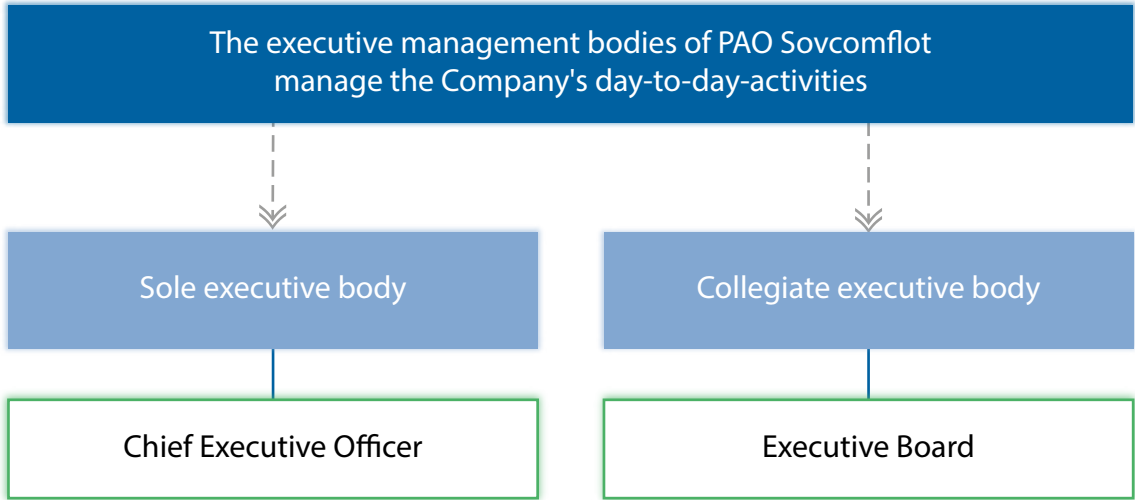 The executive management bodies of PAO Sovcomflot
manage the Company's day-to-day-activities
Sole executive body
Collegiate executive body
Chief Executive Officer
Executive Board